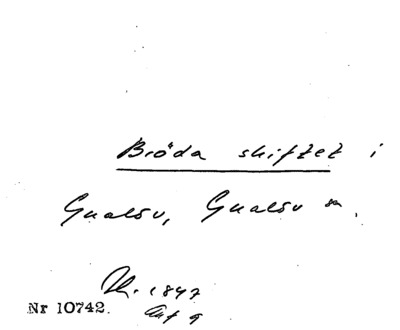 Bröda skiftet i
Gualöv, Gualöv sn.
Nr 10742.
1847